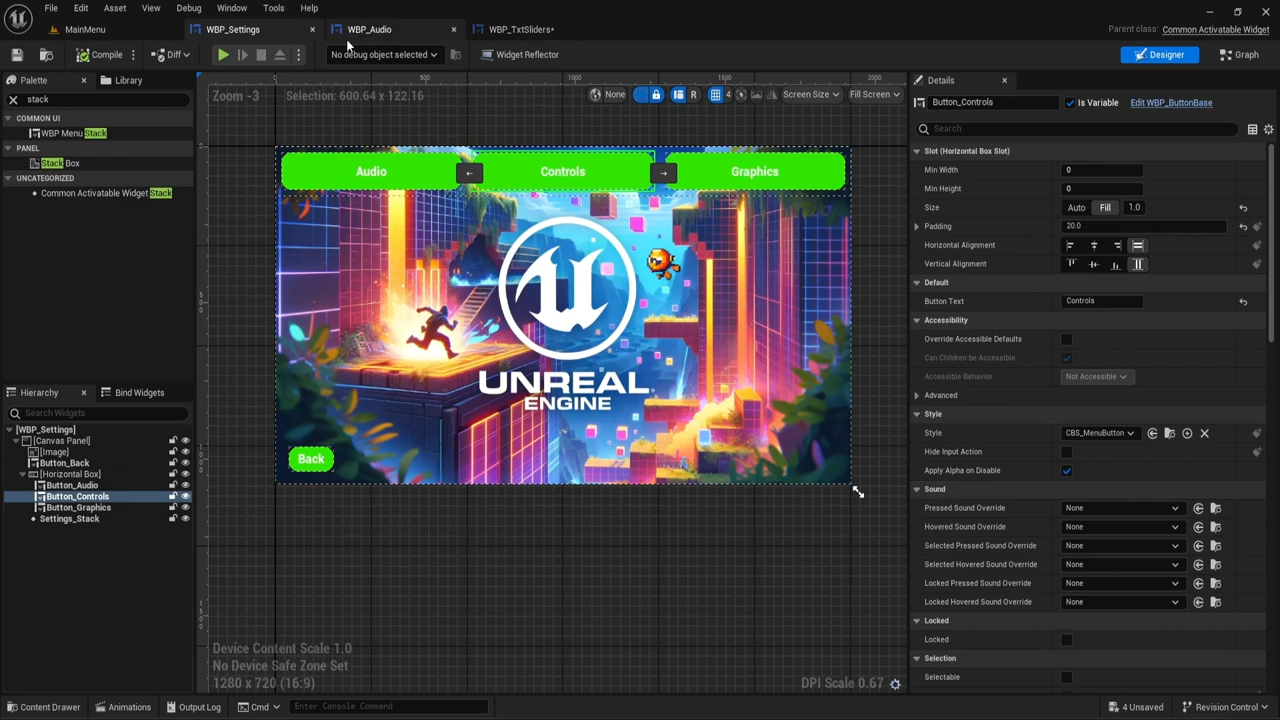 File Edit Asset View Debug Window Tools Help
MainMenu WBP_Settings WBP_Audio WBP_TxtSliders•
Parent class: Common Activatable Widget
Compile Diff No debug object selected Widget Reflector Designer Graph
Palette Library
stack
COMMON UI
WBP Menu Stack
PANEL
Stack Box
UNCATEGORIZED
Common Activatable Widget Stack
Hierarchy Bind Widgets
Search Widgets
[WBP_Settings]
[Canvas Panel]
[Image]
Button_Back
[Horizontal Box]
Button_Audio
Button_Controls
Button_Graphics
Settings_Stack
0 500 1000 1500 2000
Zoom -3 Selection: 600.64 x 122.16 None R 4 Screen Size Fill Screen
Audio ← Controls → Graphics
UNREAL
ENGINE
Back
Device Content Scale 1.0
No Device Safe Zone Set
1280 x 720 (16:9) DPI Scale 0.67
Details
Button_Controls Is Variable Edit WBP_ButtonBase
Search
Slot (Horizontal Box Slot)
Min Width 0
Min Height 0
Size Auto Fill 1.0
Padding 20.0
Horizontal Alignment
Vertical Alignment
Default
Button Text Controls
Accessibility
Override Accessible Defaults
Can Children be Accessible
Accessible Behavior Not Accessible
Advanced
Style
Style CBS_MenuButton
Hide Input Action
Apply Alpha on Disable
Sound
Pressed Sound Override None
Hovered Sound Override None
Selected Pressed Sound Override None
Selected Hovered Sound Override None
Locked Pressed Sound Override None
Locked Hovered Sound Override None
Locked
Locked
Selection
Selectable
Content Drawer Animations Output Log Cmd Enter Console Command 4 Unsaved Revision Control